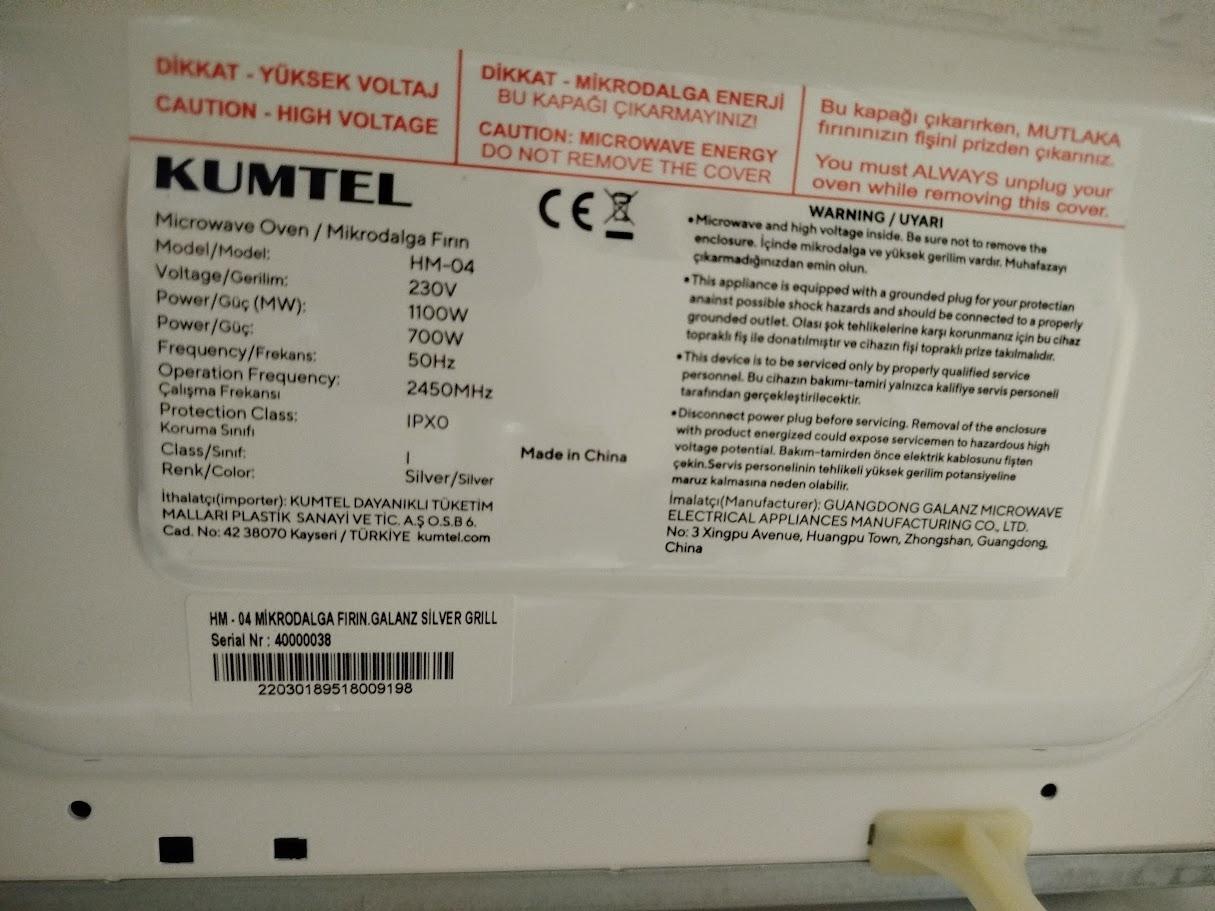 DİKKAT - YÜKSEK VOLTAJ
CAUTION - HIGH VOLTAGE
DİKKAT - MİKRODALGA ENERJİ
BU KAPAĞI ÇIKARMAYINIZ!
CAUTION: MICROWAVE ENERGY
DO NOT REMOVE THE COVER
Bu kapağı çıkarırken, MUTLAKA
fırınınızın fişini prizden çıkarınız.
You must ALWAYS unplug your
oven while removing this cover.
KUMTEL
Microwave Oven / Mikrodalga Fırın
Model/Model: HM-04
Voltage/Gerilim: 230V
Power/Güç (MW): 1100W
Power/Güç: 700W
Frequency/Frekans: 50Hz
Operation Frequency: 2450MHz
Çalışma Frekansı
Protection Class: IPX0
Koruma Sınıfı
Class/Sınıf: I
Renk/Color: Silver/Silver
İthalatçı(importer): KUMTEL DAYANIKLI TÜKETİM
MALLARI PLASTİK SANAYİ VE TİC. A.Ş O.S.B 6.
Cad. No: 42 38070 Kayseri / TÜRKİYE kumtel.com
CE
Made in China
WARNING / UYARI
•Microwave and high voltage inside. Be sure not to remove the
enclosure. İçinde mikrodalga ve yüksek gerilim vardır. Muhafazayı
çıkarmadığınızdan emin olun.
•This appliance is equipped with a grounded plug for your protectian
anainst possible shock hazards and should be connected to a properly
grounded outlet. Olası şok tehlikelerine karşı korunmanız için bu cihaz
topraklı fiş ile donatılmıştır ve cihazın fişi topraklı prize takılmalıdır.
•This device is to be serviced only by properly qualified service
personnel. Bu cihazın bakımı-tamiri yalnızca kalifiye servis personeli
tarafından gerçekleştirilecektir.
•Disconnect power plug before servicing. Removal of the enclosure
with product energized could expose servicemen to hazardous high
voltage potential. Bakım-tamirden önce elektrik kablosunu fişten
çekin.Servis personelinin tehlikeli yüksek gerilim potansiyeline
maruz kalmasına neden olabilir.
İmalatçı(Manufacturer): GUANGDONG GALANZ MICROWAVE
ELECTRICAL APPLIANCES MANUFACTURING CO., LTD.
No: 3 Xingpu Avenue, Huangpu Town, Zhongshan, Guangdong,
China
HM - 04 MİKRODALGA FIRIN.GALANZ SİLVER GRILL
Serial Nr : 40000038
22030189518009198